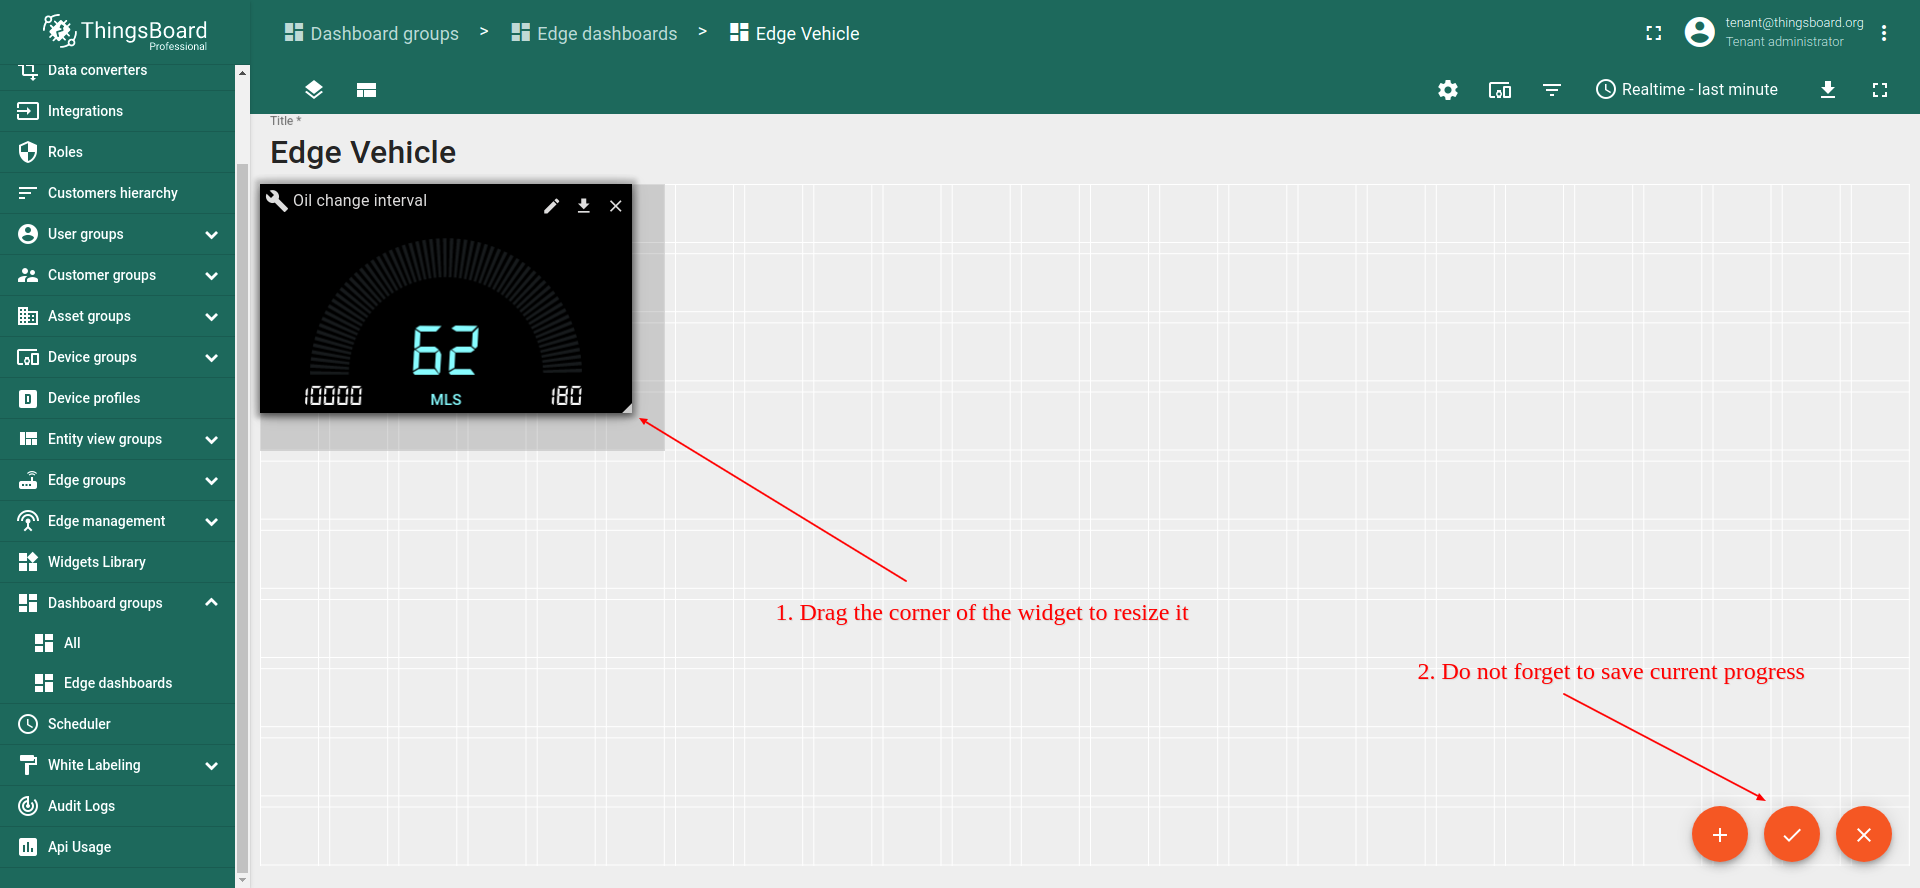 ThingsBoard
Professional
Dashboard groups > Edge dashboards > Edge Vehicle
tenant@thingsboard.org
Tenant administrator
Realtime - last minute
Data converters
Integrations
Roles
Customers hierarchy
User groups
Customer groups
Asset groups
Device groups
Device profiles
Entity view groups
Edge groups
Edge management
Widgets Library
Dashboard groups
All
Edge dashboards
Scheduler
White Labeling
Audit Logs
Api Usage
Title *
Edge Vehicle
Oil change interval
62
10000 MLS 180
1. Drag the corner of the widget to resize it
2. Do not forget to save current progress